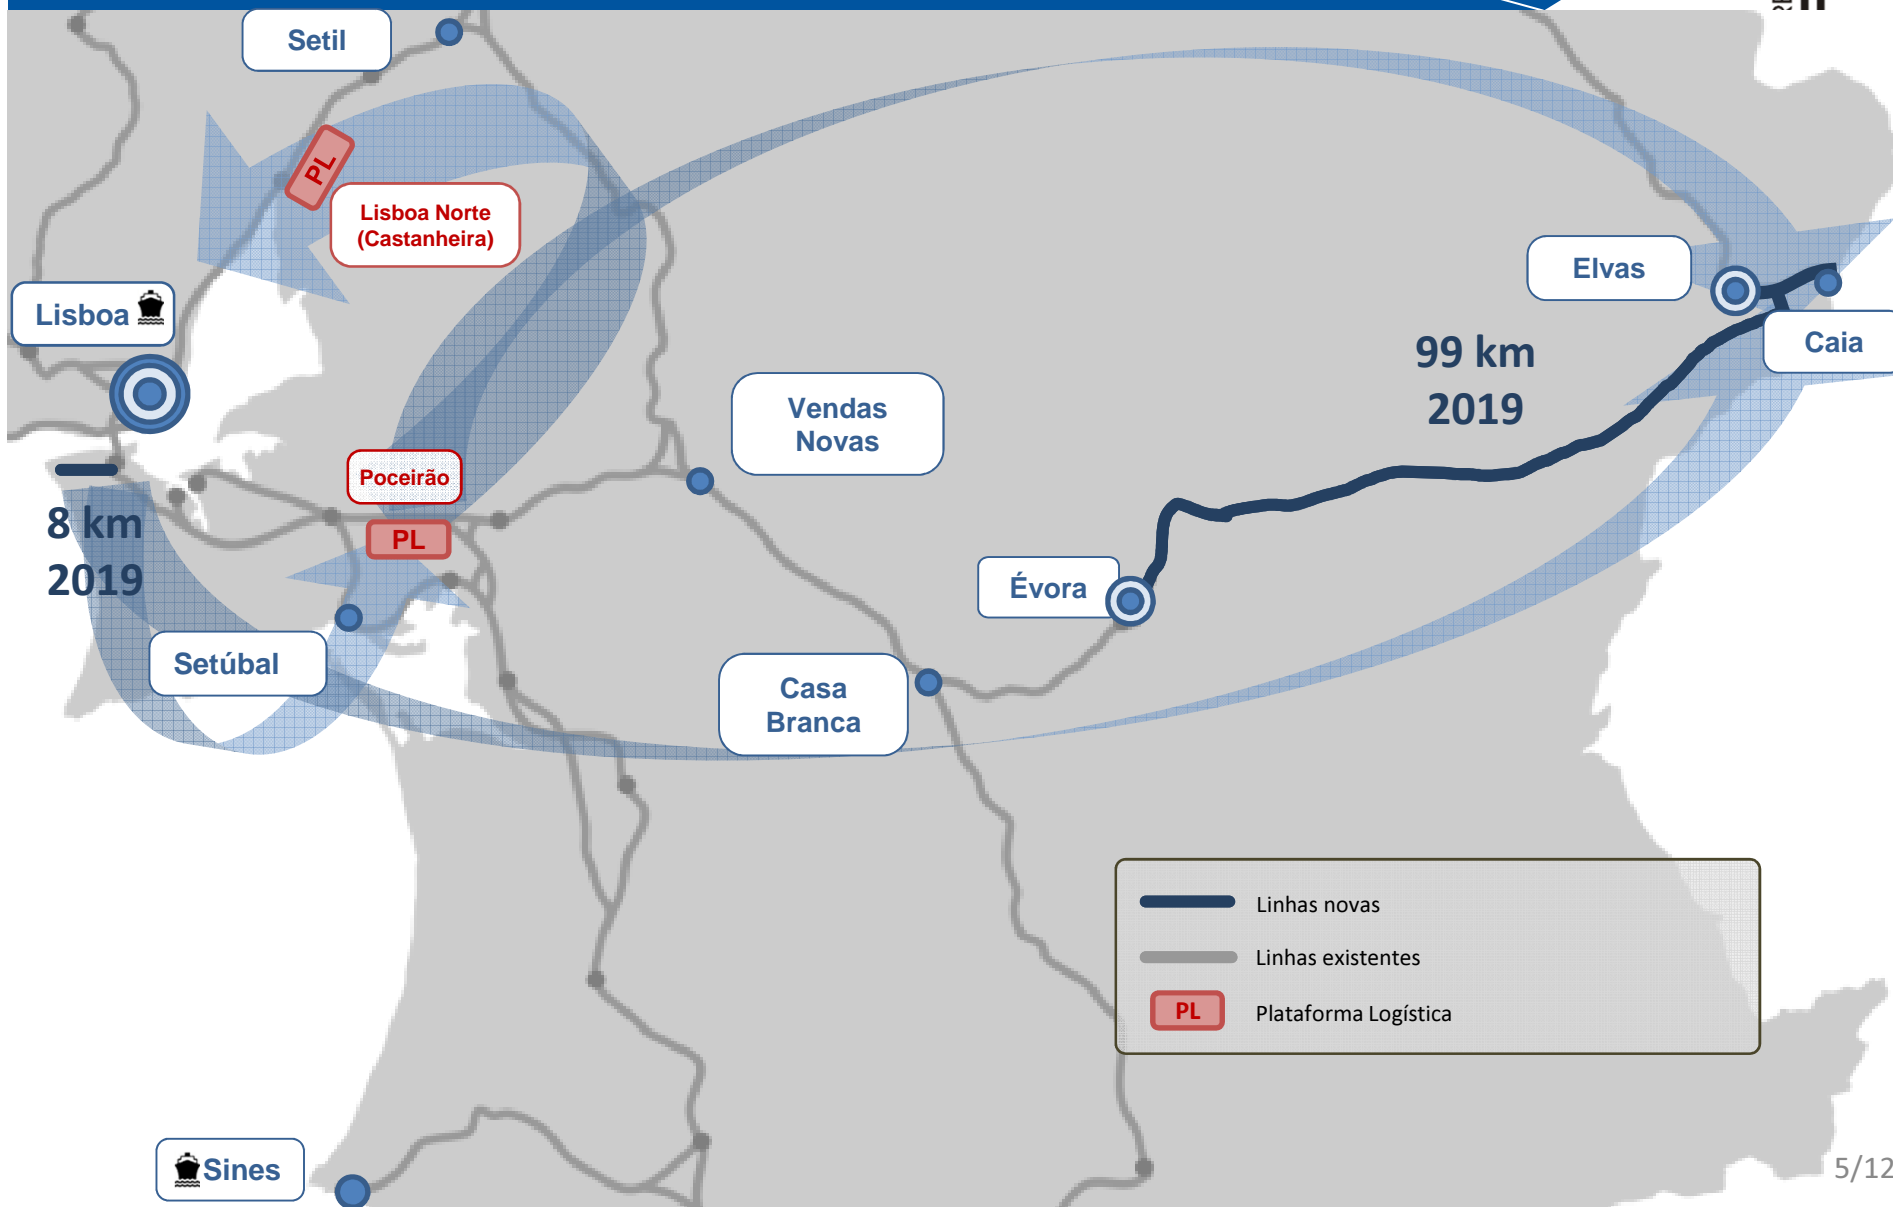 Setil
PL
Lisboa Norte
(Castanheira)
Lisboa
Elvas
Caia
99 km
2019
Vendas
Novas
Poceirão
PL
8 km
2019
Évora
Setúbal
Casa
Branca
Linhas novas
Linhas existentes
PL
Plataforma Logística
Sines
5/12